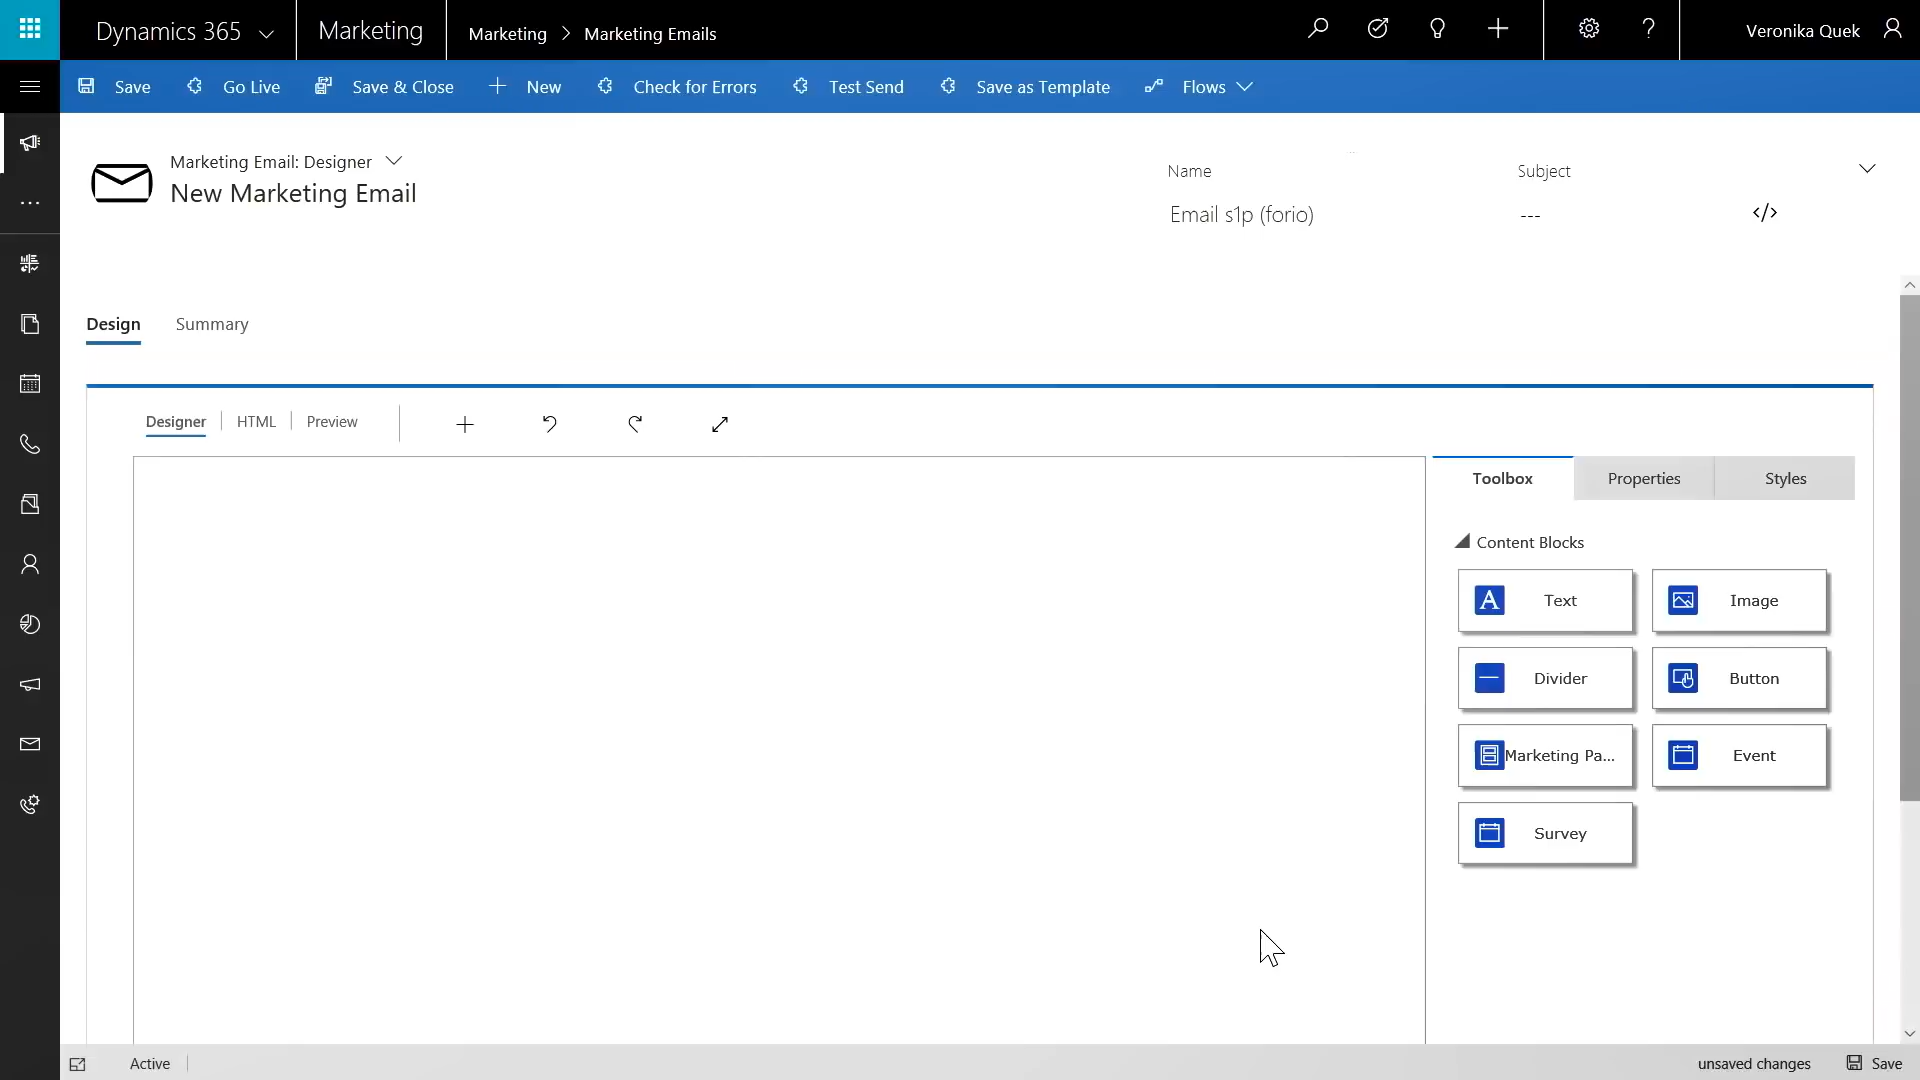 Dynamics 365
Marketing
Marketing > Marketing Emails
Veronika Quek
Save
Go Live
Save & Close
New
Check for Errors
Test Send
Save as Template
Flows
Marketing Email: Designer
New Marketing Email
Name
Email s1p (forio)
Subject
---
</>
Design
Summary
Designer
HTML
Preview
Toolbox
Properties
Styles
Content Blocks
Text
Image
Divider
Button
Marketing Pa...
Event
Survey
Active
unsaved changes
Save